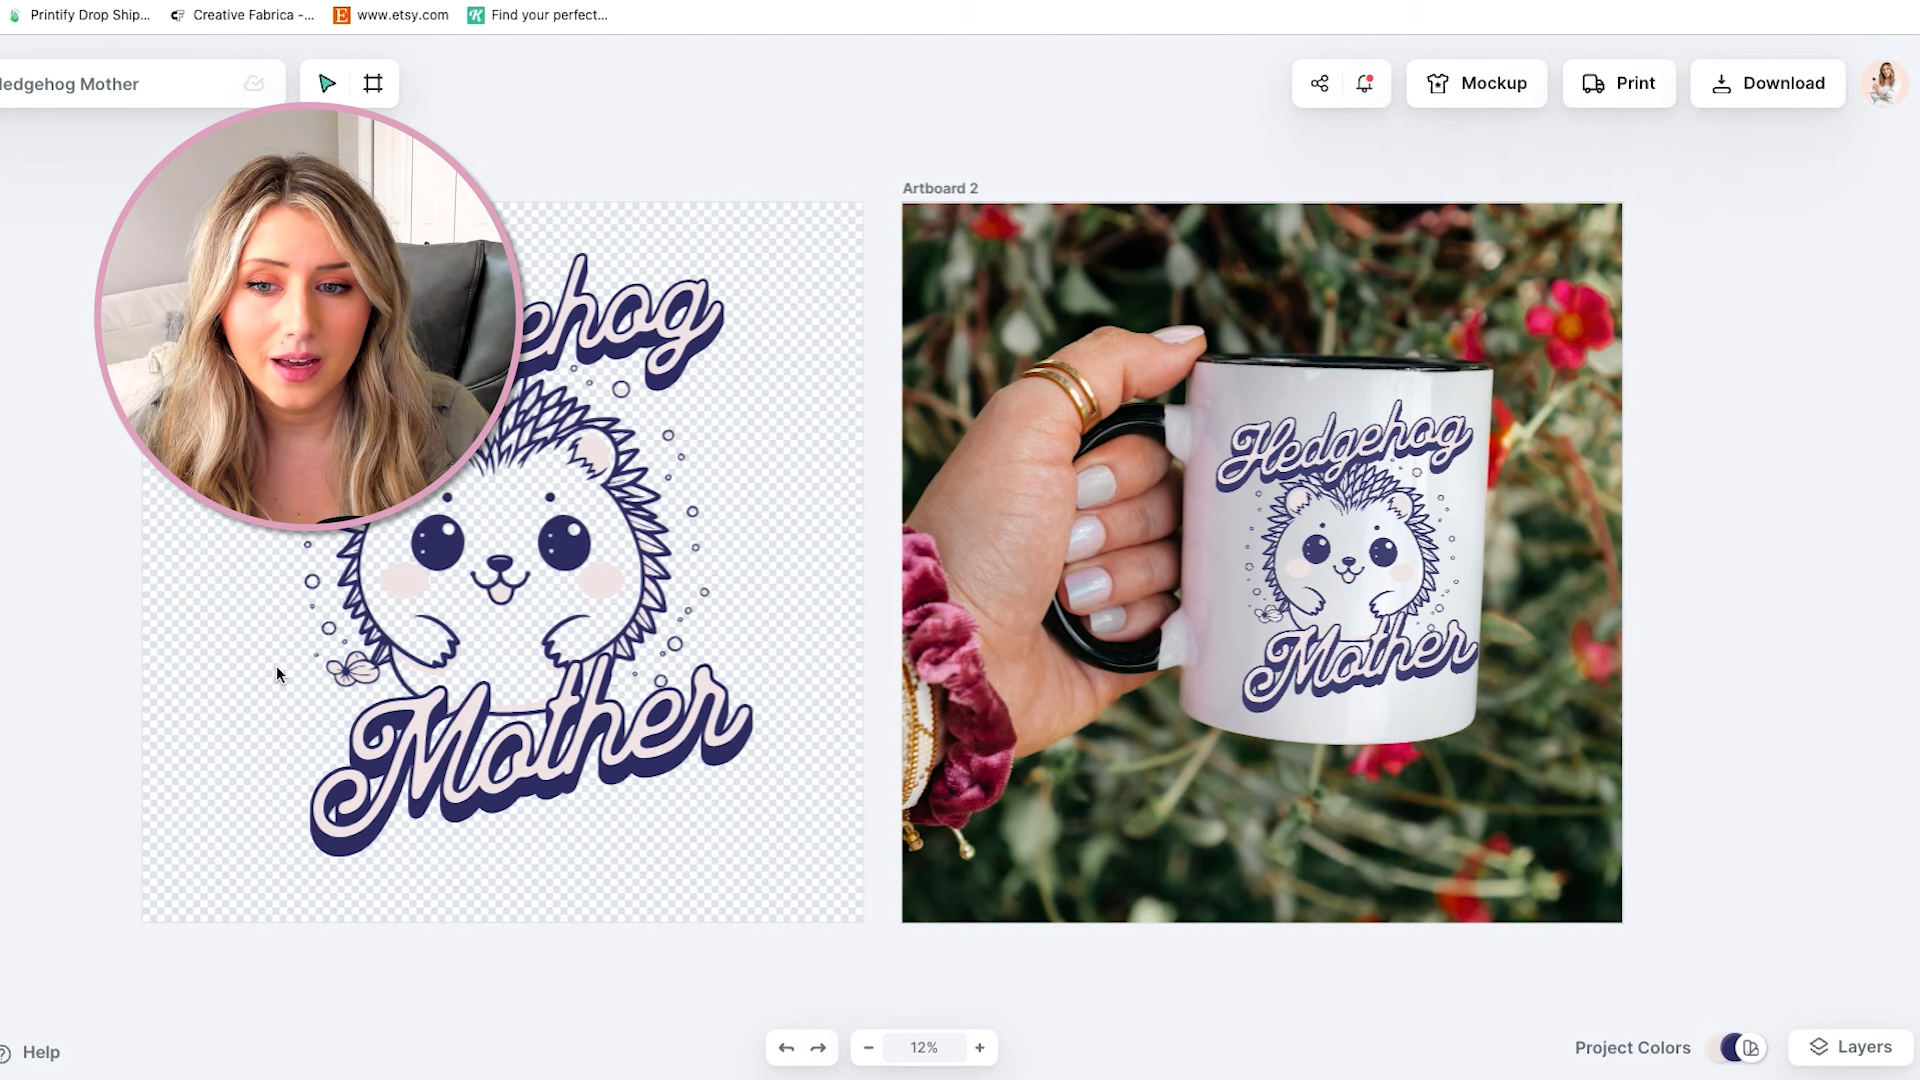 Printify Drop Ship...
Creative Fabrica -...
www.etsy.com
Find your perfect...
ledgehog Mother
Mockup
Print
Download
Artboard 2
ehog
Mother
Hedgehog
Mother
Help
12%
Project Colors
Layers